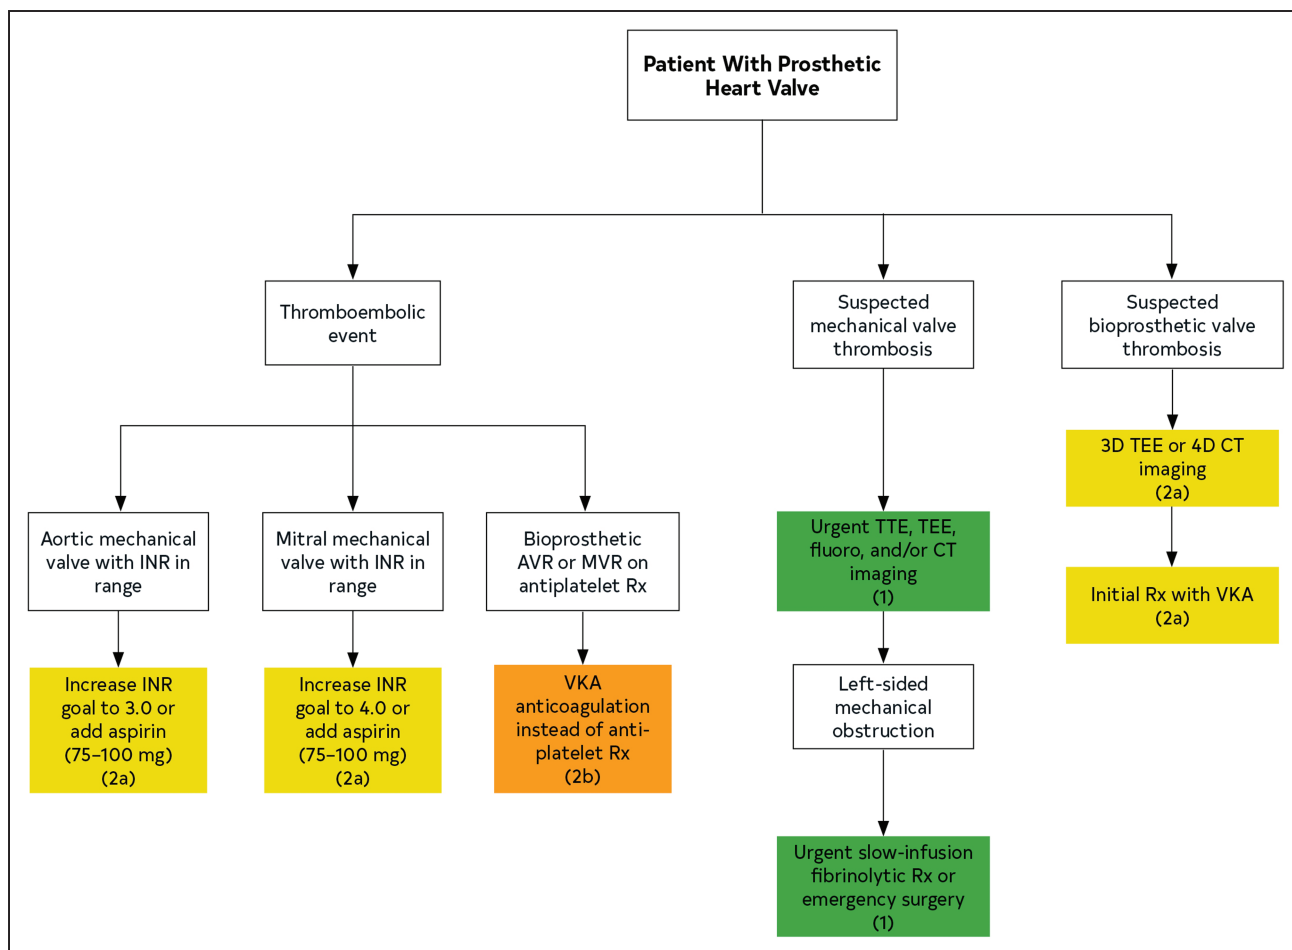 Patient With Prosthetic
Heart Valve
Thromboembolic
event
Suspected
mechanical valve
thrombosis
Suspected
bioprosthetic valve
thrombosis
3D TEE or 4D CT
imaging
(2a)
Aortic mechanical
valve with INR in
range
Mitral mechanical
valve with INR in
range
Bioprosthetic
AVR or MVR on
antiplatelet Rx
Urgent TTE, TEE,
fluoro, and/or CT
imaging
(1)
Initial Rx with VKA
(2a)
Increase INR
goal to 3.0 or
add aspirin
(75–100 mg)
(2a)
Increase INR
goal to 4.0 or
add aspirin
(75–100 mg)
(2a)
VKA
anticoagulation
instead of anti-
platelet Rx
(2b)
Left-sided
mechanical
obstruction
Urgent slow-infusion
fibrinolytic Rx or
emergency surgery
(1)